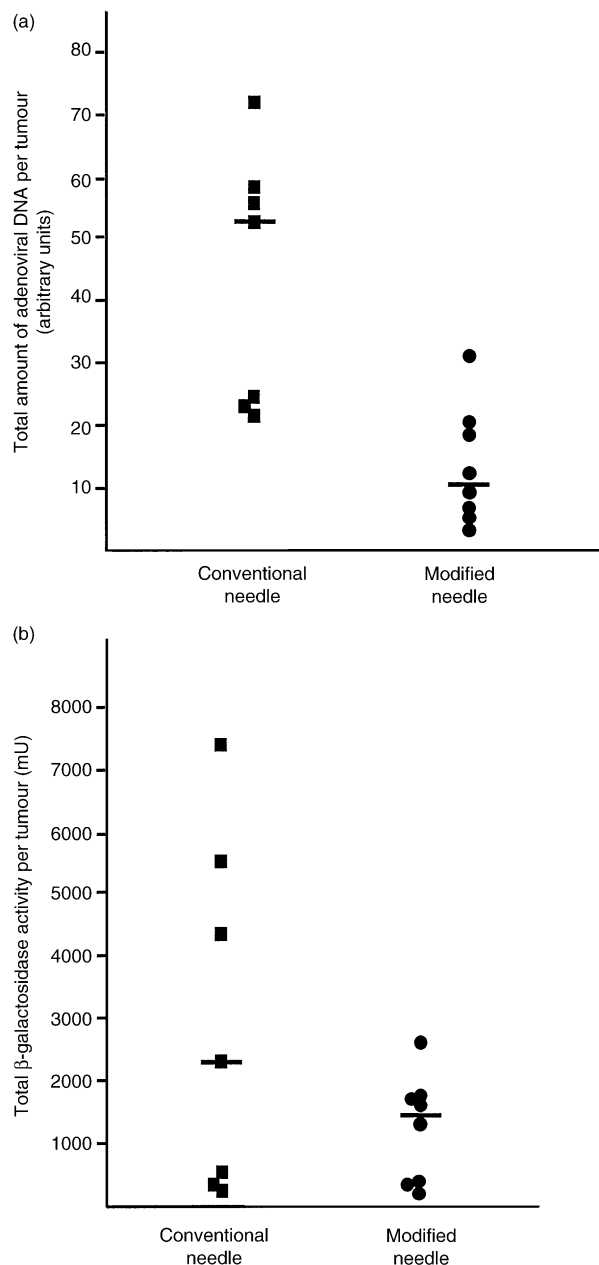 (a)
Total amount of adenoviral DNA per tumour
(arbitrary units)
80
70
60
50
40
30
20
10
Conventional
needle
Modified
needle
(b)
Total β-galactosidase activity per tumour (mU)
8000
7000
6000
5000
4000
3000
2000
1000
Conventional
needle
Modified
needle